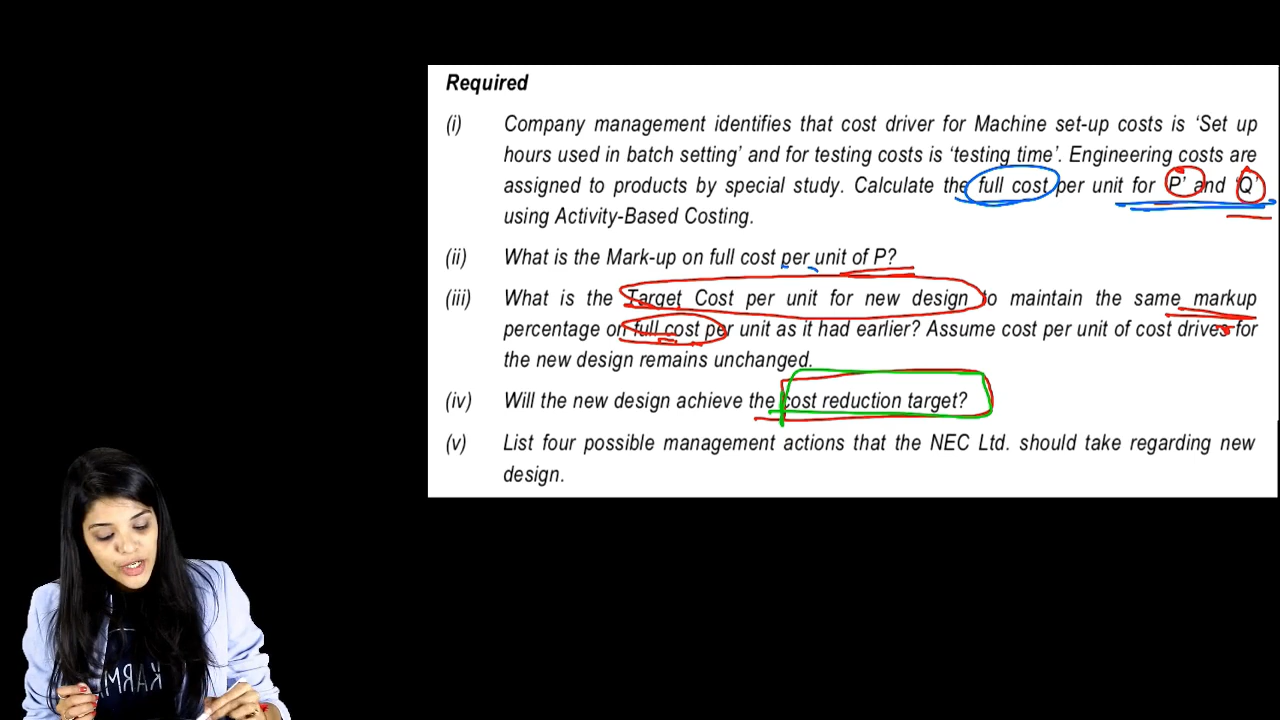 Required
(i) Company management identifies that cost driver for Machine set-up costs is ‘Set up
hours used in batch setting’ and for testing costs is ‘testing time’. Engineering costs are
assigned to products by special study. Calculate the full cost per unit for ‘P’ and ‘Q’
using Activity-Based Costing.
(ii) What is the Mark-up on full cost per unit of P?
(iii) What is the Target Cost per unit for new design to maintain the same markup
percentage on full cost per unit as it had earlier? Assume cost per unit of cost drives for
the new design remains unchanged.
(iv) Will the new design achieve the cost reduction target?
(v) List four possible management actions that the NEC Ltd. should take regarding new
design.
KARMA